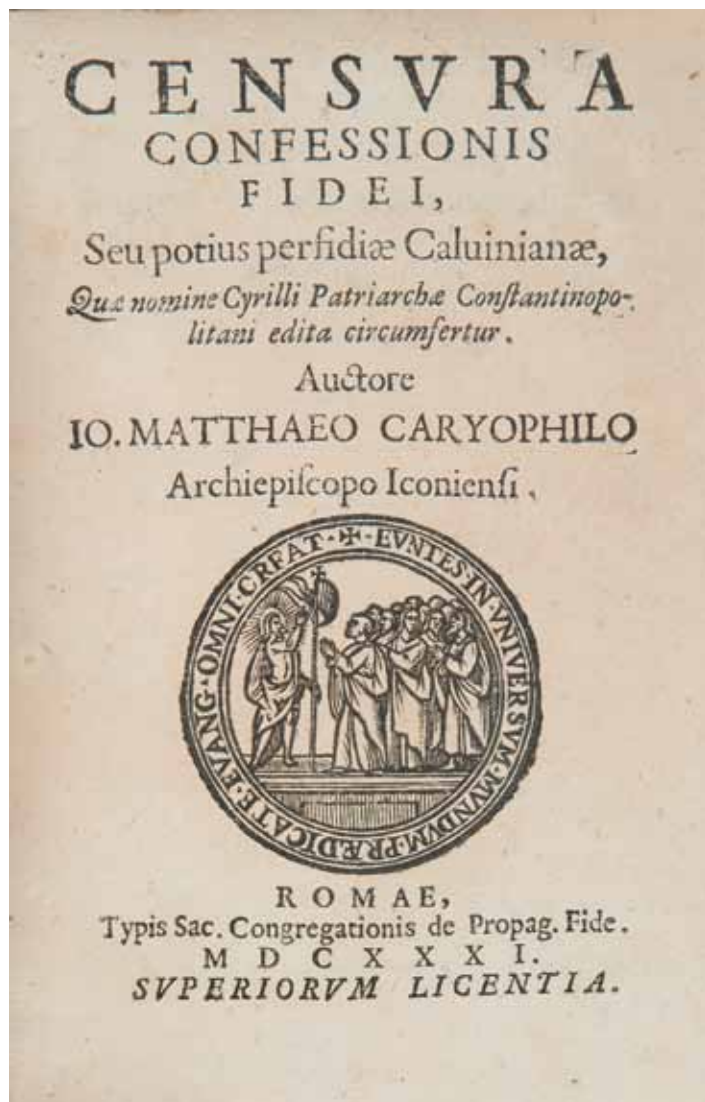 CENSVRA
CONFESSIONIS
FIDEI,
Seu potius perfidiæ Caluinianæ,
Quæ nomine Cyrilli Patriarchæ Conſtantinopo-
litani edita circumfertur.
Auctore
IO. MATTHAEO CARYOPHILO
Archiepiſcopo Iconienſi.
✠ EVNTES·IN·VNIVERSVM·MVNDVM·PRÆDICATE·EVANG·OMNI·CREAT·
ROMAE,
Typis Sac. Congregationis de Propag. Fide.
MDCXXXI.
SVPERIORVM LICENTIA.